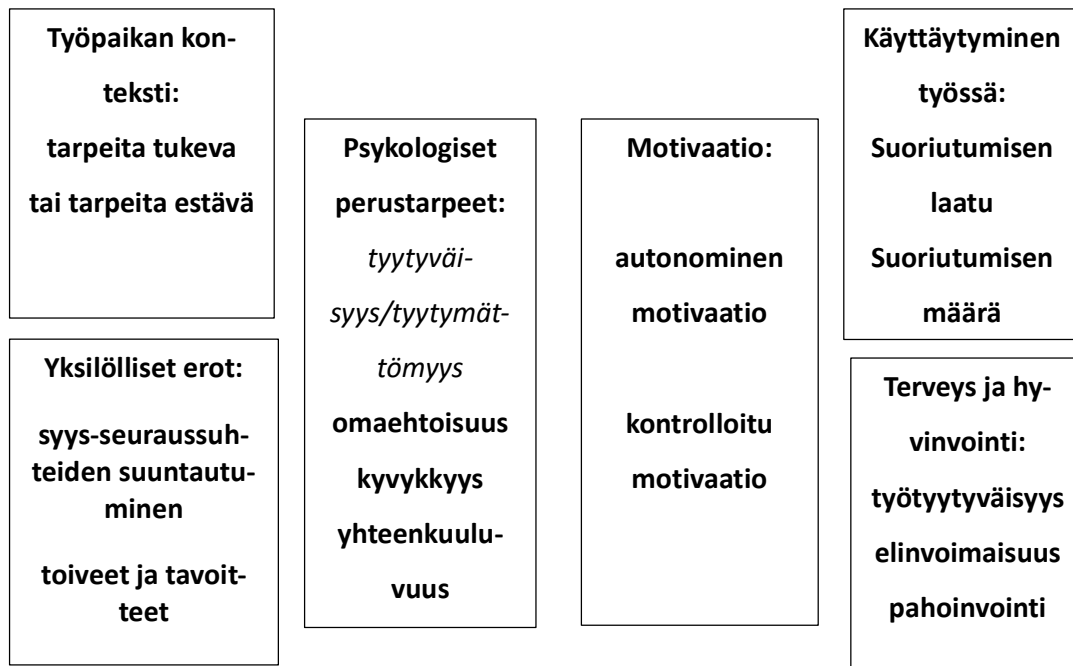 Työpaikan kon-
teksti:
tarpeita tukeva
tai tarpeita estävä
Yksilölliset erot:
syys-seuraussuh-
teiden suuntautu-
minen
toiveet ja tavoit-
teet
Psykologiset
perustarpeet:
tyytyväi-
syys/tyytymät-
tömyys
omaehtoisuus
kyvykkyys
yhteenkuulu-
vuus
Motivaatio:
autonominen
motivaatio
kontrolloitu
motivaatio
Käyttäytyminen
työssä:
Suoriutumisen
laatu
Suoriutumisen
määrä
Terveys ja hy-
vinvointi:
työtyytyväisyys
elinvoimaisuus
pahoinvointi